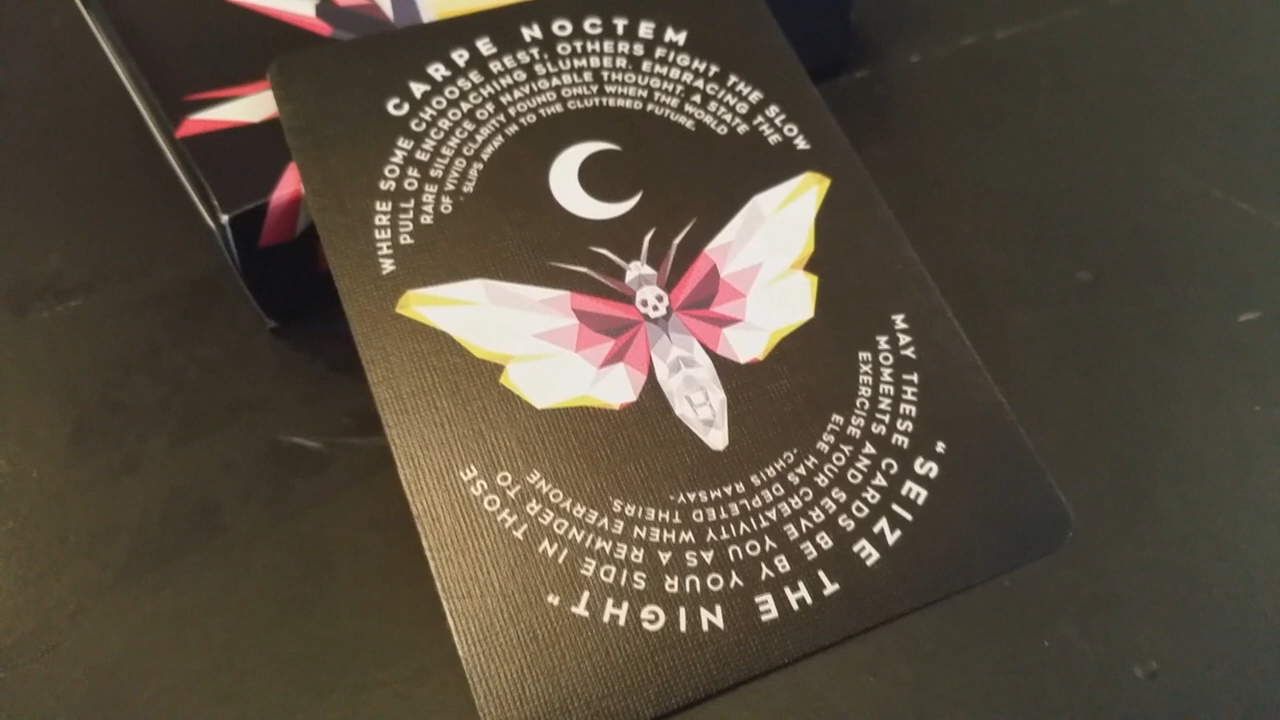 CARPE NOCTEM
WHERE SOME CHOOSE REST, OTHERS FIGHT THE SLOW
PULL OF ENCROACHING SLUMBER. EMBRACING THE
RARE SILENCE OF NAVIGABLE THOUGHT. A STATE
OF VIVID CLARITY FOUND ONLY WHEN THE WORLD
SLIPS AWAY IN TO THE CLUTTERED FUTURE.
"SEIZE THE NIGHT"
MAY THESE CARDS BE BY YOUR SIDE IN THOSE
MOMENTS AND SERVE YOU AS A REMINDER TO
EXERCISE YOUR CREATIVITY WHEN EVERYONE
ELSE HAS DEPLETED THEIRS.
-CHRIS RAMSAY-